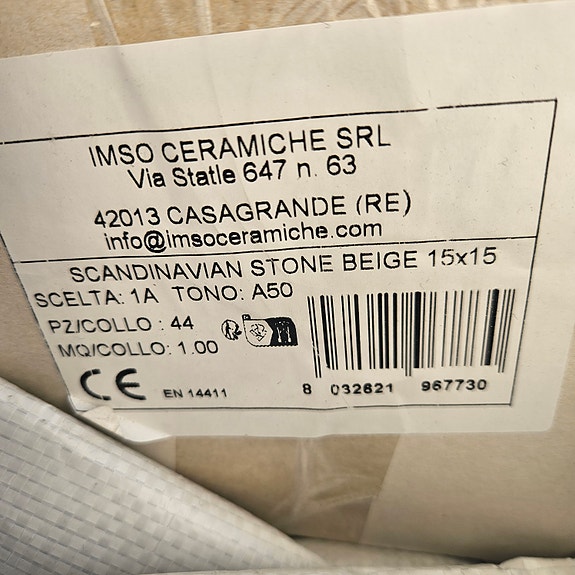 IMSO CERAMICHE SRL
Via Statle 647 n. 63
42013 CASAGRANDE (RE)
info@imsoceramiche.com
SCANDINAVIAN STONE BEIGE 15x15
SCELTA: 1A TONO: A50
PZ/COLLO : 44
MQ/COLLO: 1.00
CE EN 14411
8 032621 967730